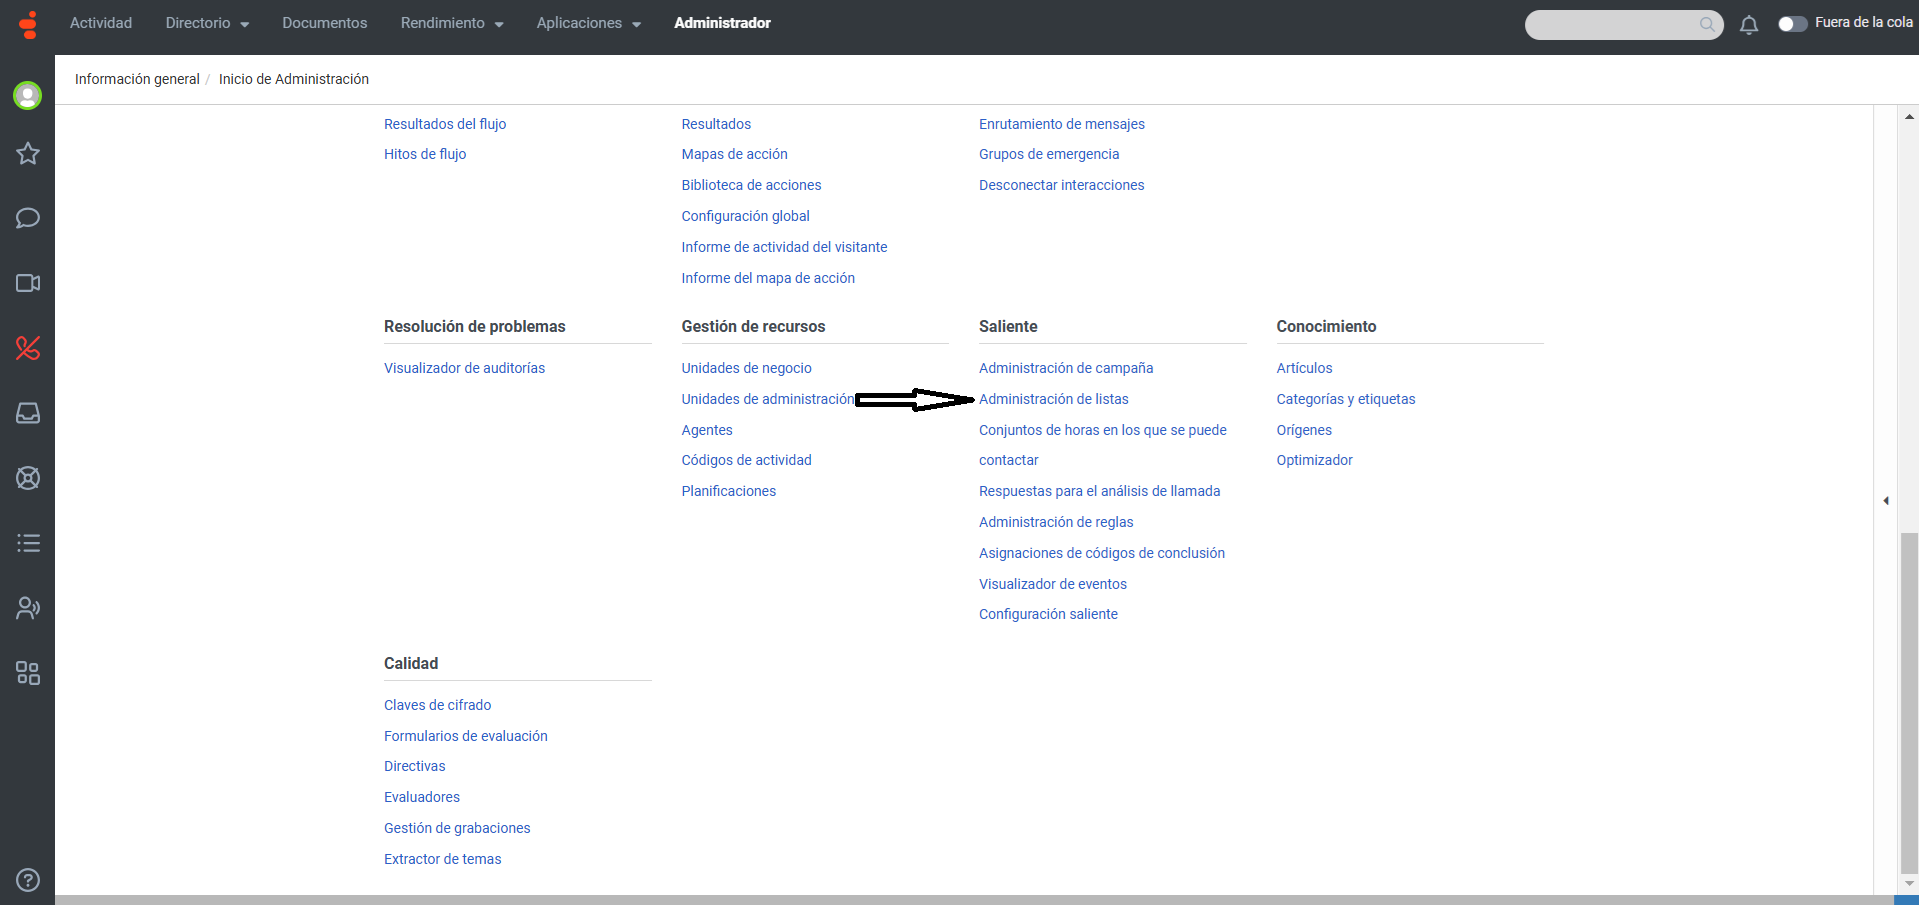 Actividad
Directorio
Documentos
Rendimiento
Aplicaciones
Administrador
Fuera de la cola
Información general / Inicio de Administración
Resultados del flujo
Hitos de flujo
Resultados
Mapas de acción
Biblioteca de acciones
Configuración global
Informe de actividad del visitante
Informe del mapa de acción
Enrutamiento de mensajes
Grupos de emergencia
Desconectar interacciones
Resolución de problemas
Visualizador de auditorías
Gestión de recursos
Unidades de negocio
Unidades de administración
Agentes
Códigos de actividad
Planificaciones
Saliente
Administración de campaña
Administración de listas
Conjuntos de horas en los que se puede
contactar
Respuestas para el análisis de llamada
Administración de reglas
Asignaciones de códigos de conclusión
Visualizador de eventos
Configuración saliente
Conocimiento
Artículos
Categorías y etiquetas
Orígenes
Optimizador
Calidad
Claves de cifrado
Formularios de evaluación
Directivas
Evaluadores
Gestión de grabaciones
Extractor de temas